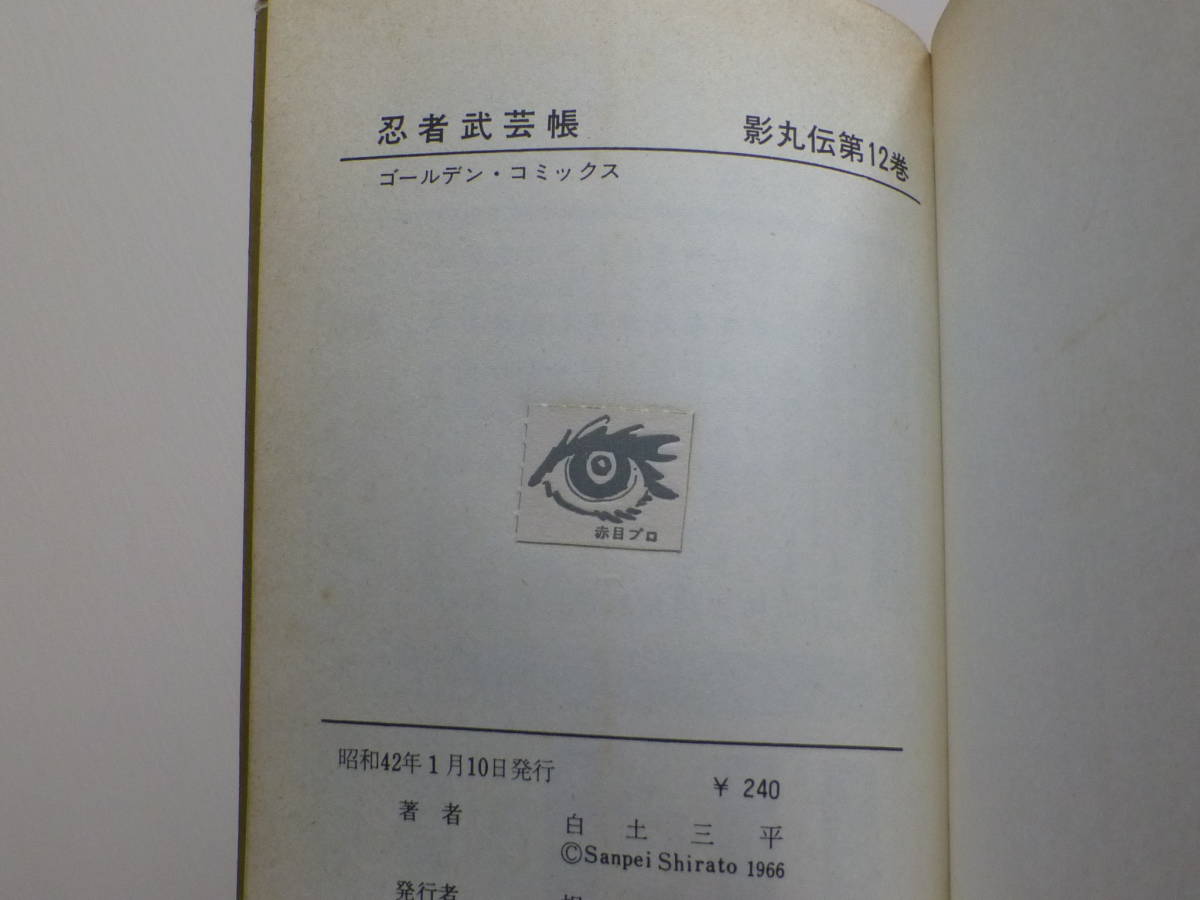 忍者武芸帳　影丸伝第12巻
ゴールデン・コミックス
赤目プロ
昭和42年1月10日発行　¥ 240
著者　白土三平
©Sanpei Shirato 1966
発行者